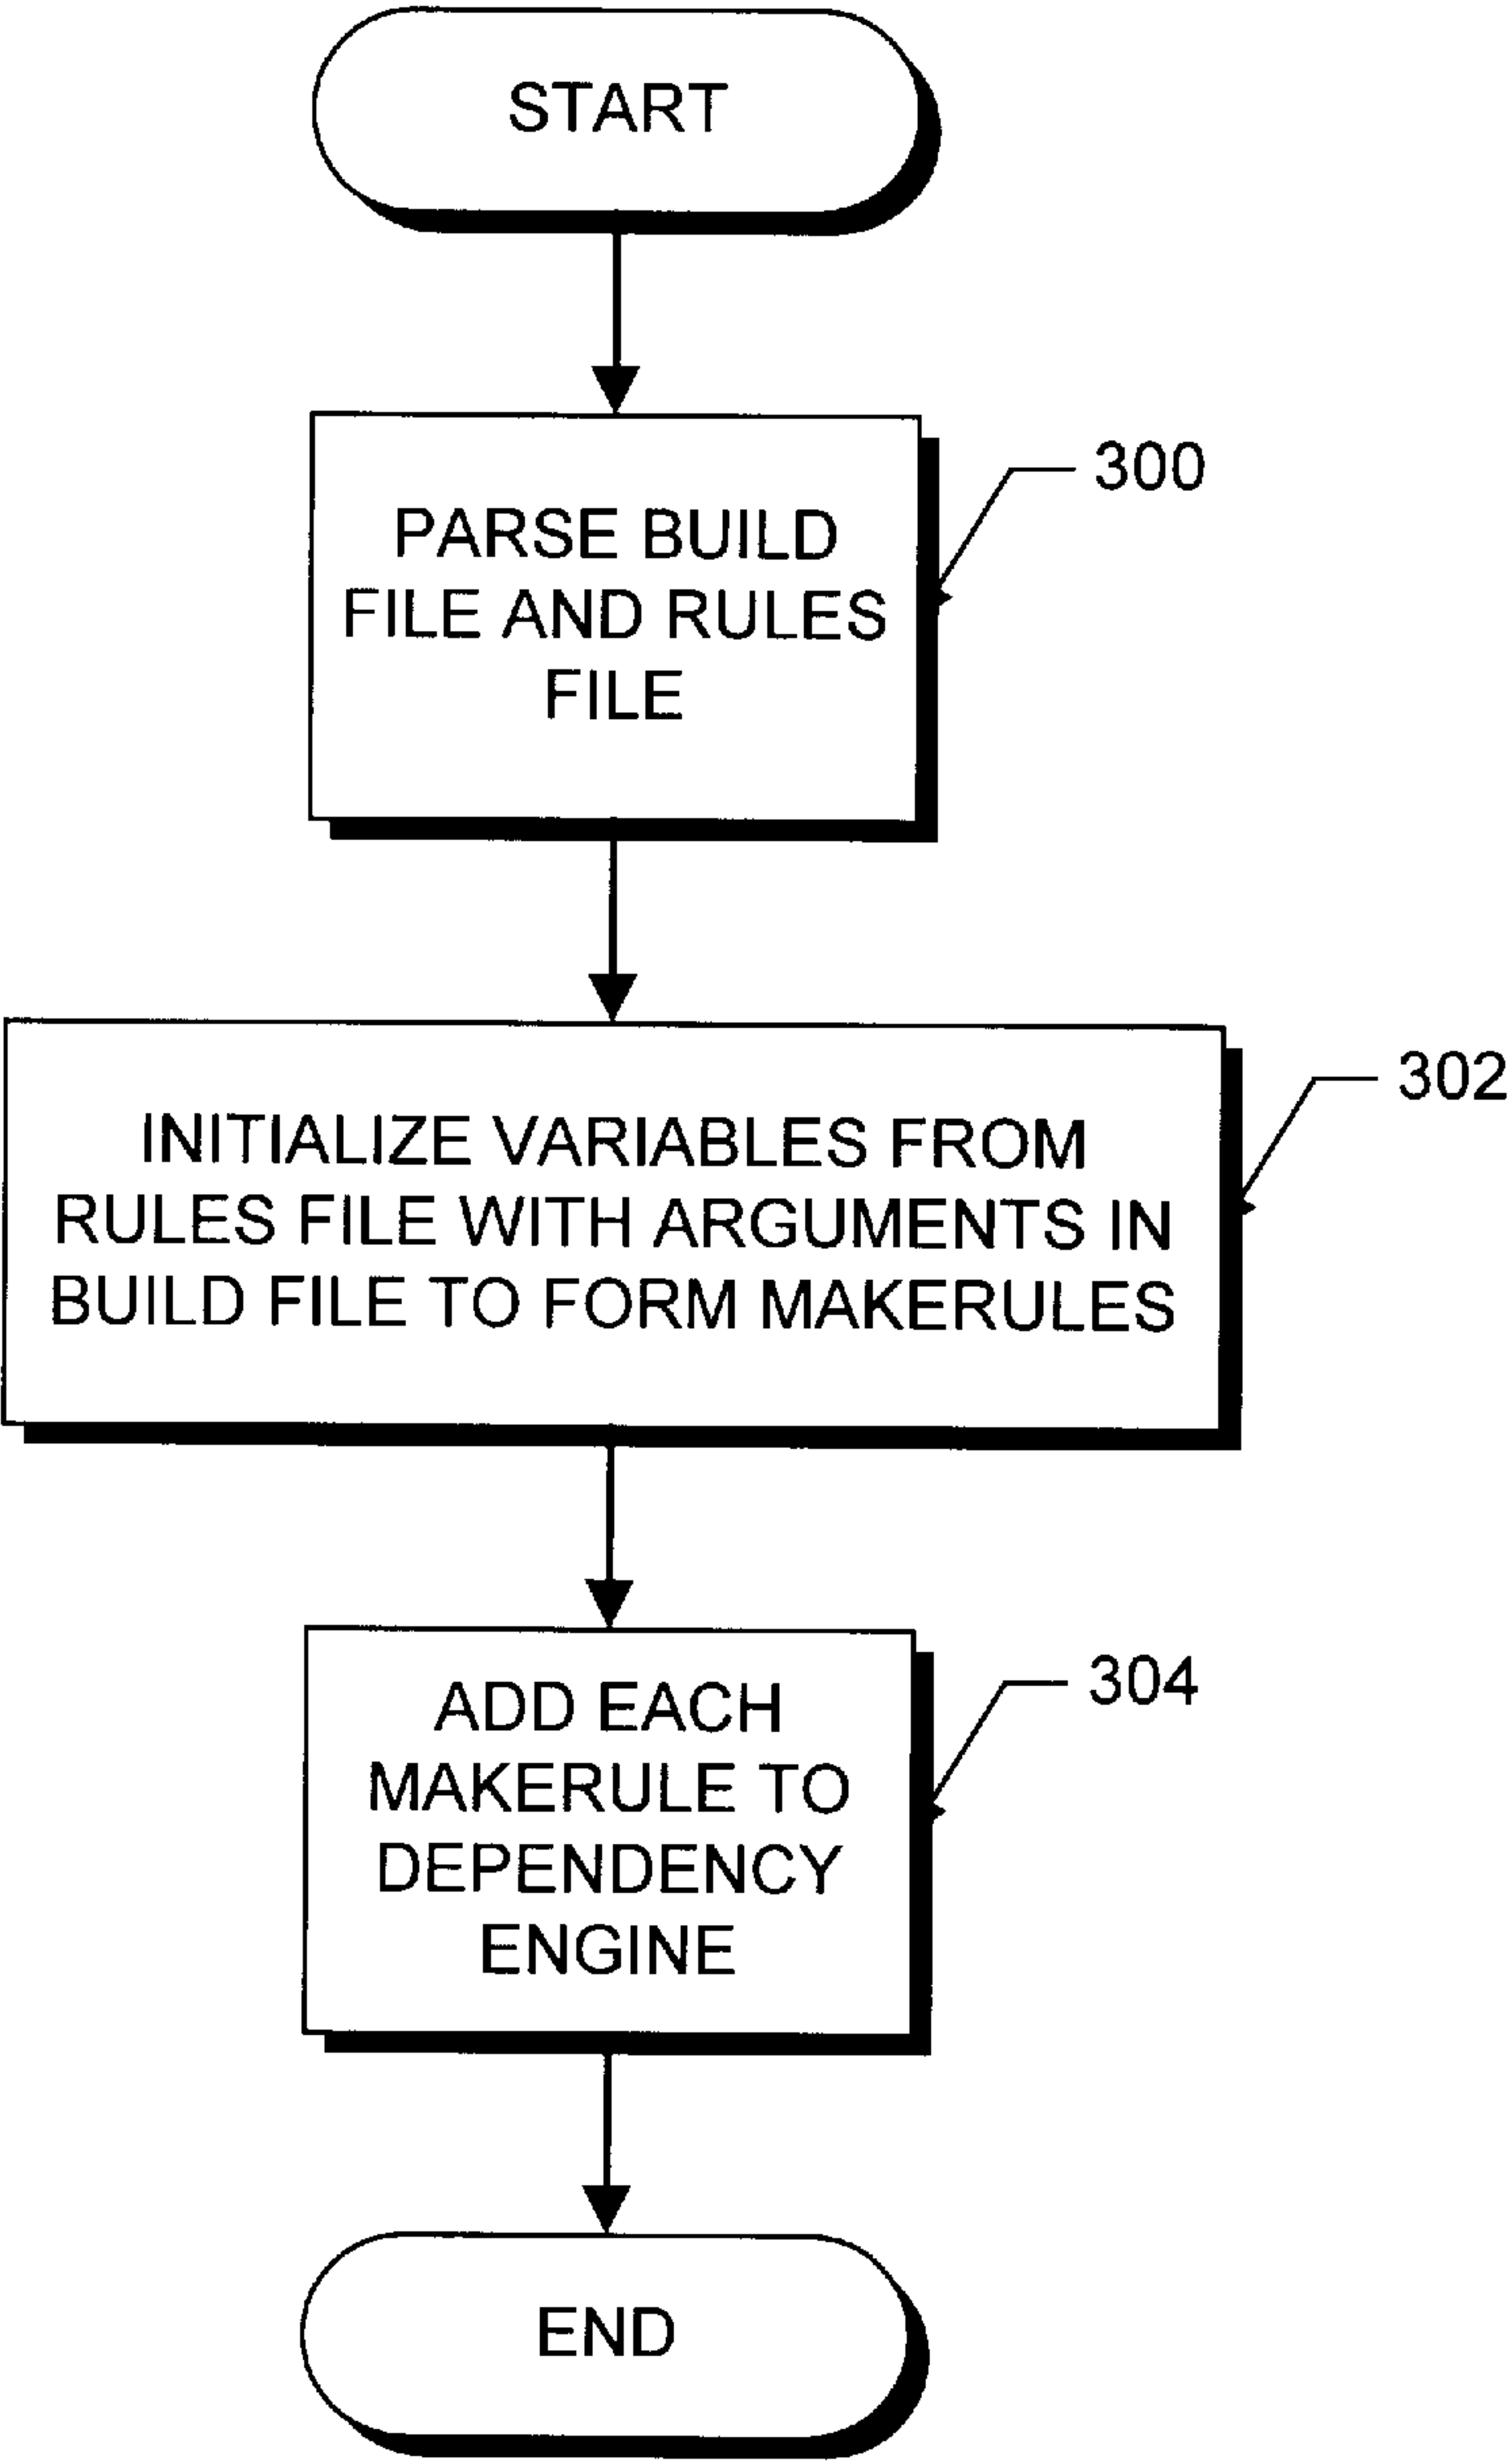 START
300
PARSE BUILD
FILE AND RULES
FILE
302
INITIALIZE VARIABLES FROM
RULES FILE WITH ARGUMENTS IN
BUILD FILE TO FORM MAKERULES
304
ADD EACH
MAKERULE TO
DEPENDENCY
ENGINE
END